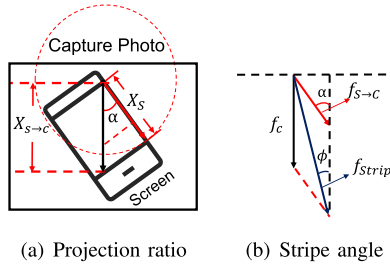 Capture Photo
X_S
X_{S→C}
α
Screen
α
f_{S→C}
f_c
ϕ
f_{Strip}
(a) Projection ratio
(b) Stripe angle